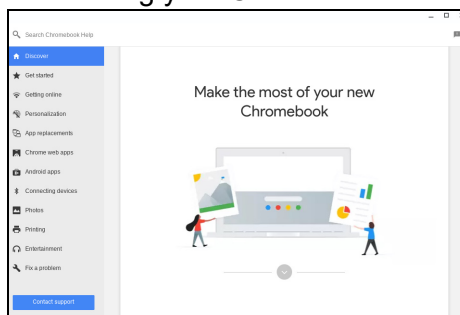 Search Chromebook Help
Discover
Get started
Getting online
Personalization
App replacements
Chrome web apps
Android apps
Connecting devices
Photos
Printing
Entertainment
Fix a problem
Contact support
Make the most of your new
Chromebook